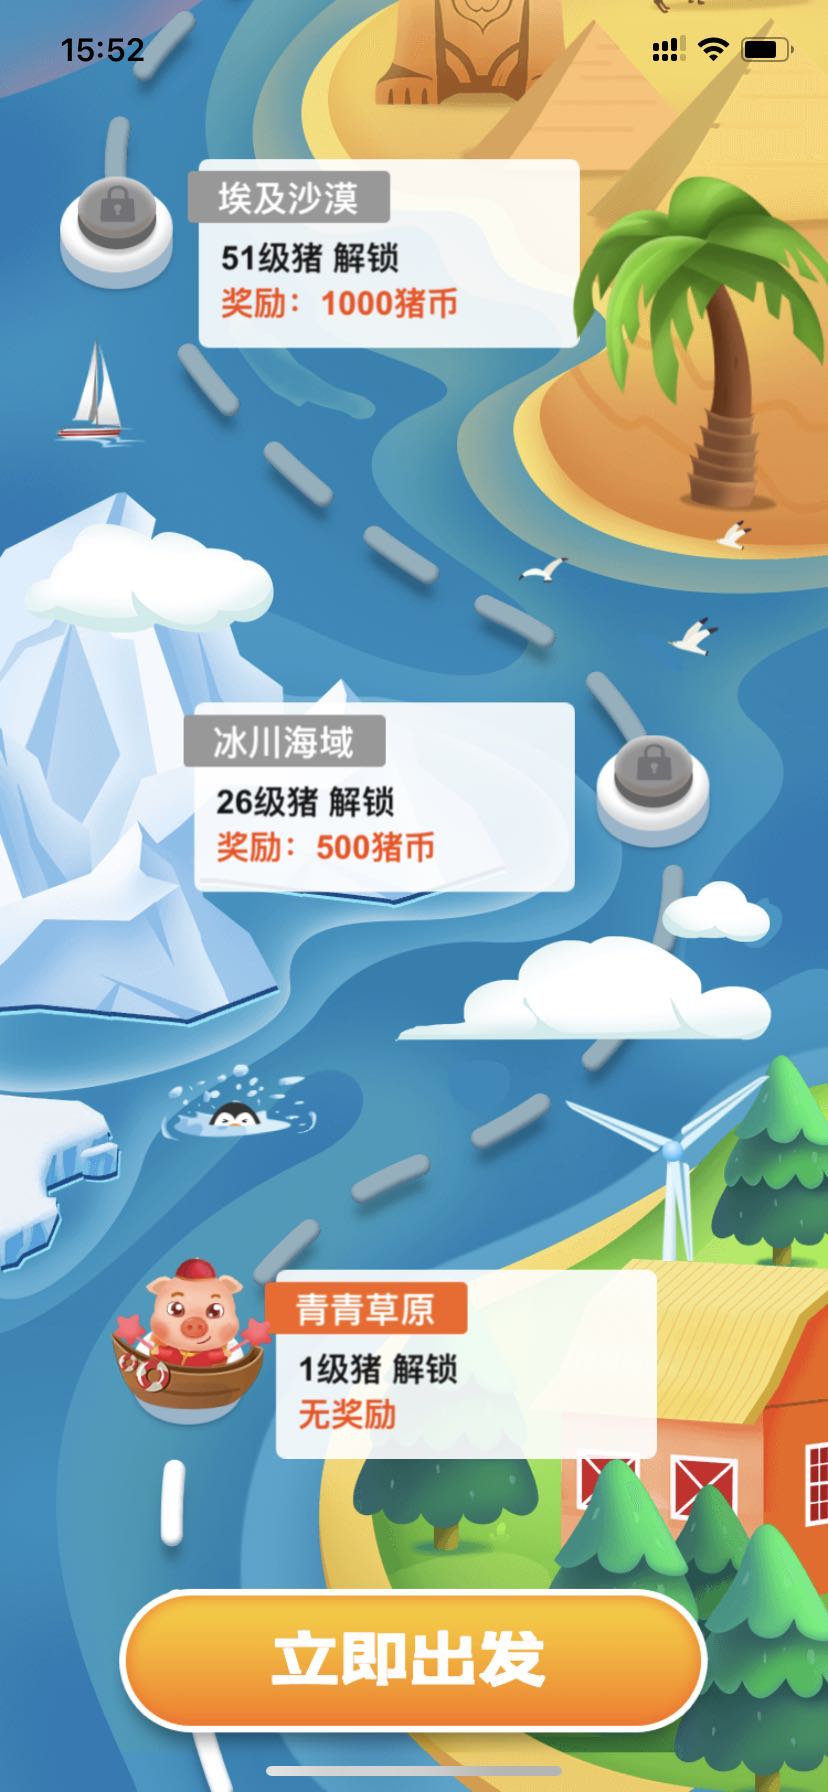 15:52
埃及沙漠
51级猪 解锁
奖励：1000猪币
冰川海域
26级猪 解锁
奖励：500猪币
青青草原
1级猪 解锁
无奖励
立即出发